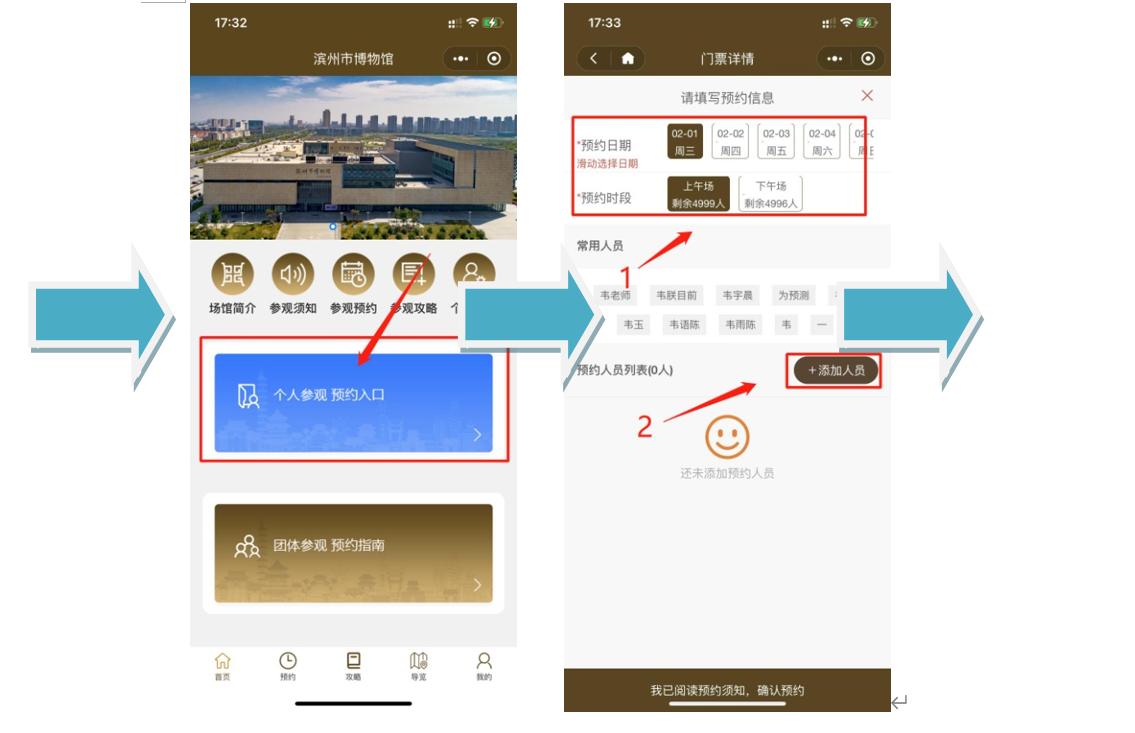 17:32
滨州市博物馆
场馆简介
参观须知
参观预约
参观攻略
个人参观 预约入口
团体参观 预约指南
首页
预约
攻略
导览
我的
17:33
门票详情
请填写预约信息
*预约日期
滑动选择日期
02-01
周三
02-02
周四
02-03
周五
02-04
周六
*预约时段
上午场
剩余4999人
下午场
剩余4996人
常用人员
1
韦老师
韦朕目前
韦宇晨
为预测
韦玉
韦语陈
韦雨陈
韦
一
预约人员列表(0人)
+添加人员
2
还未添加预约人员
我已阅读预约须知，确认预约